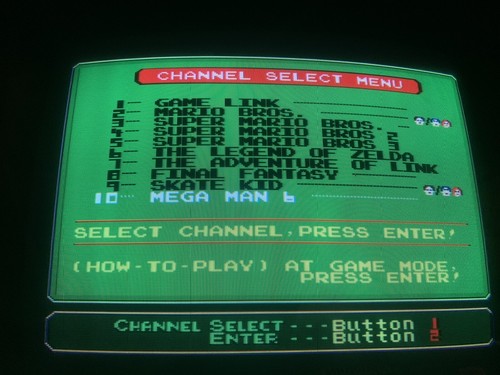 CHANNEL SELECT MENU
1 GAME LINK
2 MARIO BROS.
3 SUPER MARIO BROS.
4 SUPER MARIO BROS. 2
5 SUPER MARIO BROS. 3
6 THE LEGEND OF ZELDA
7 THE ADVENTURE OF LINK
8 FINAL FANTASY
9 SKATE KID
10 MEGA MAN 6
SELECT CHANNEL, PRESS ENTER!
(HOW-TO-PLAY) AT GAME MODE,
PRESS ENTER!
CHANNEL SELECT --- Button 1
ENTER --- Button 2